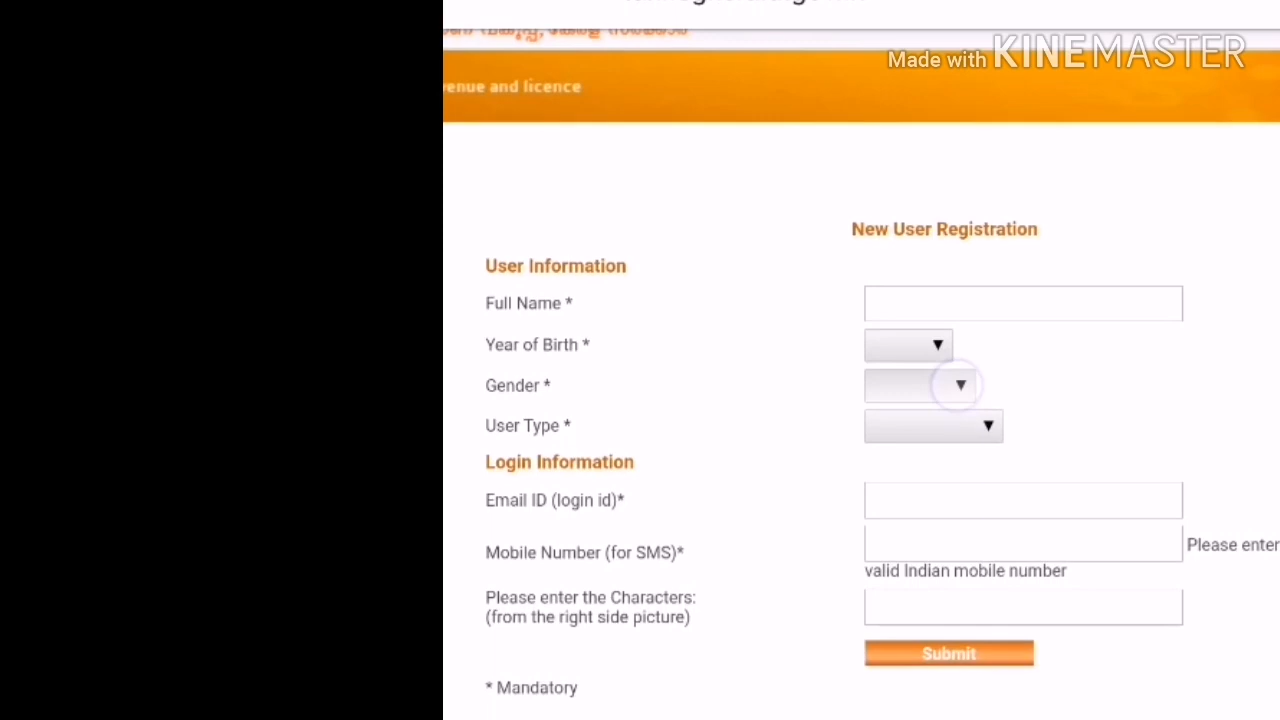 Made with KINEMASTER
venue and licence
New User Registration
User Information
Full Name *
Year of Birth *
Gender *
User Type *
Login Information
Email ID (login id)*
Mobile Number (for SMS)*
Please enter
valid Indian mobile number
Please enter the Characters:
(from the right side picture)
Submit
* Mandatory